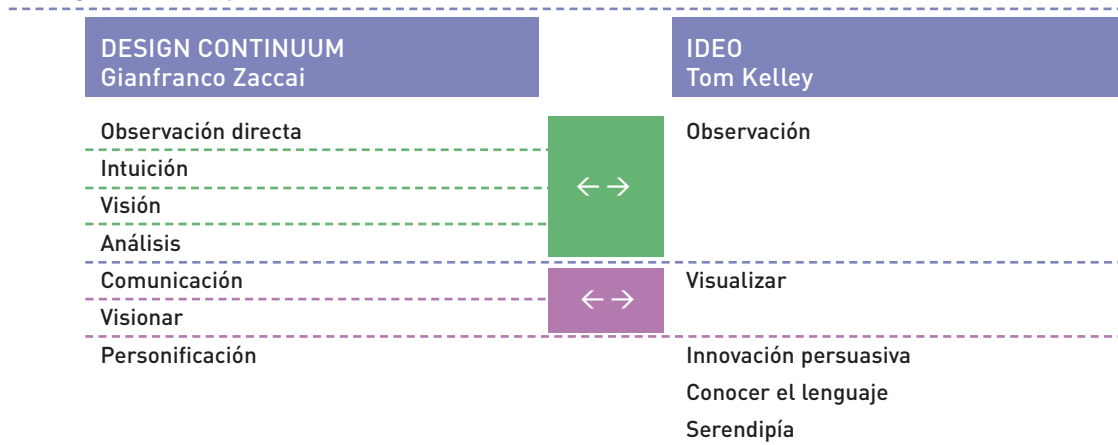 DESIGN CONTINUUM
Gianfranco Zaccai
IDEO
Tom Kelley
Observación directa
Observación
Intuición
← →
Visión
Análisis
Comunicación
Visualizar
← →
Visionar
Personificación
Innovación persuasiva
Conocer el lenguaje
Serendipía